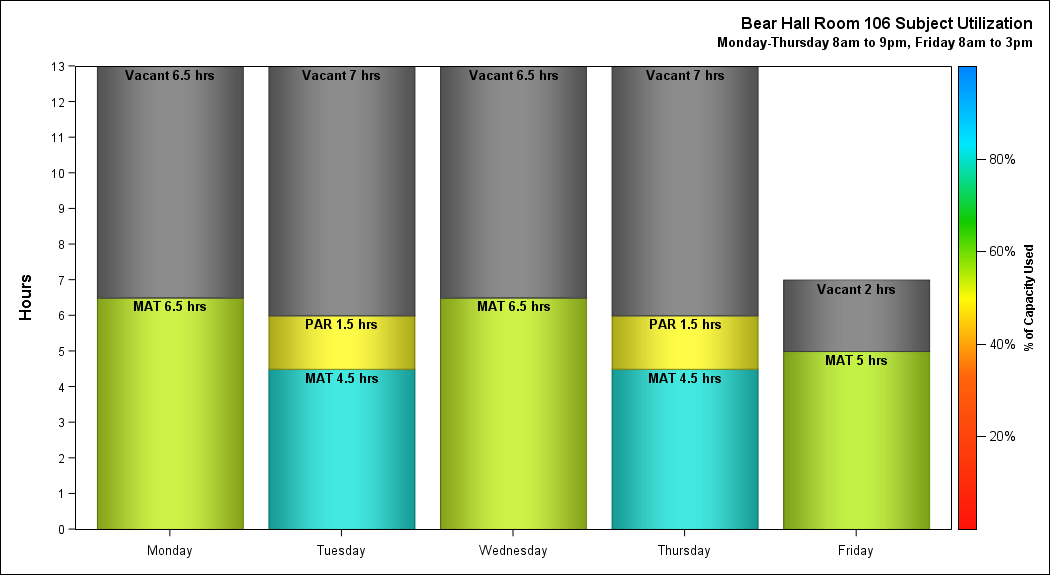 Bear Hall Room 106 Subject Utilization
Monday-Thursday 8am to 9pm, Friday 8am to 3pm
13
12
11
10
9
8
7
6
5
4
3
2
1
0
Hours
Vacant 6.5 hrs
MAT 6.5 hrs
Vacant 7 hrs
PAR 1.5 hrs
MAT 4.5 hrs
Vacant 6.5 hrs
MAT 6.5 hrs
Vacant 7 hrs
PAR 1.5 hrs
MAT 4.5 hrs
Vacant 2 hrs
MAT 5 hrs
Monday
Tuesday
Wednesday
Thursday
Friday
80%
60%
40%
20%
% of Capacity Used